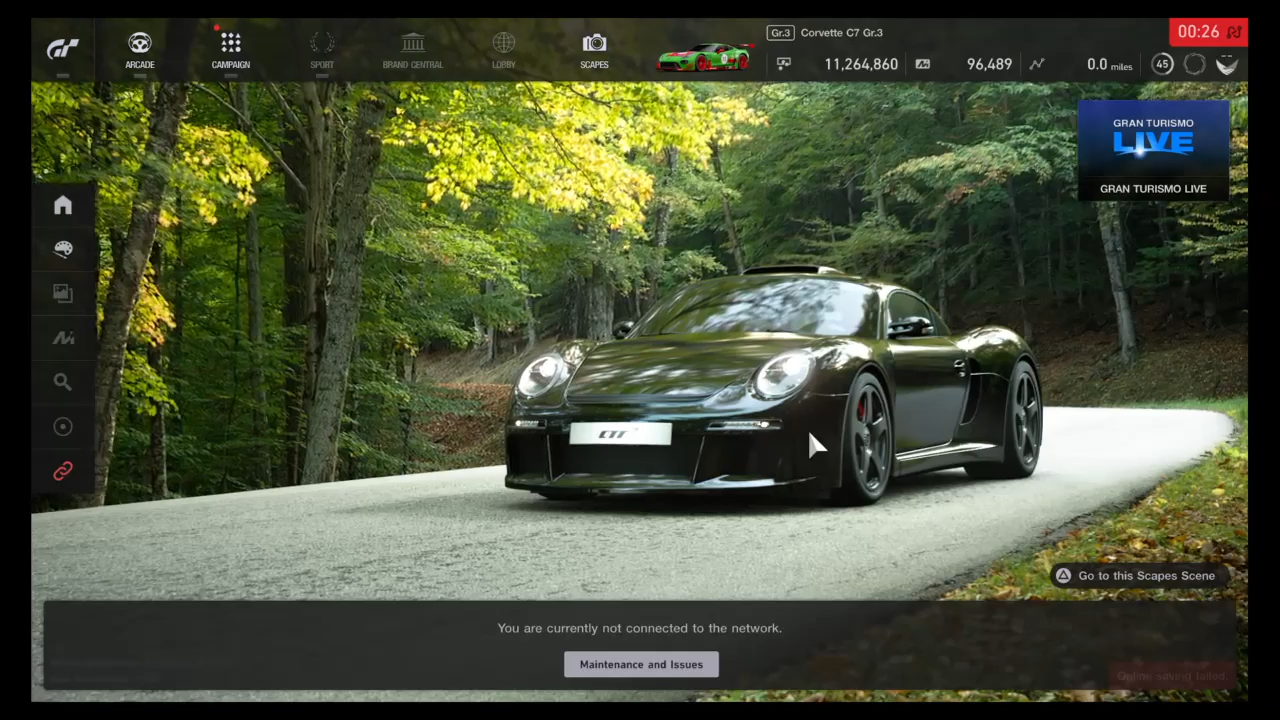 GT
ARCADE
CAMPAIGN
SPORT
BRAND CENTRAL
LOBBY
SCAPES
Gr.3 Corvette C7 Gr.3
11,264,860
96,489
0.0 miles
45
00:26
GRAN TURISMO
LIVE
GRAN TURISMO LIVE
CTR
Go to this Scapes Scene
You are currently not connected to the network.
Maintenance and Issues
Online saving failed.